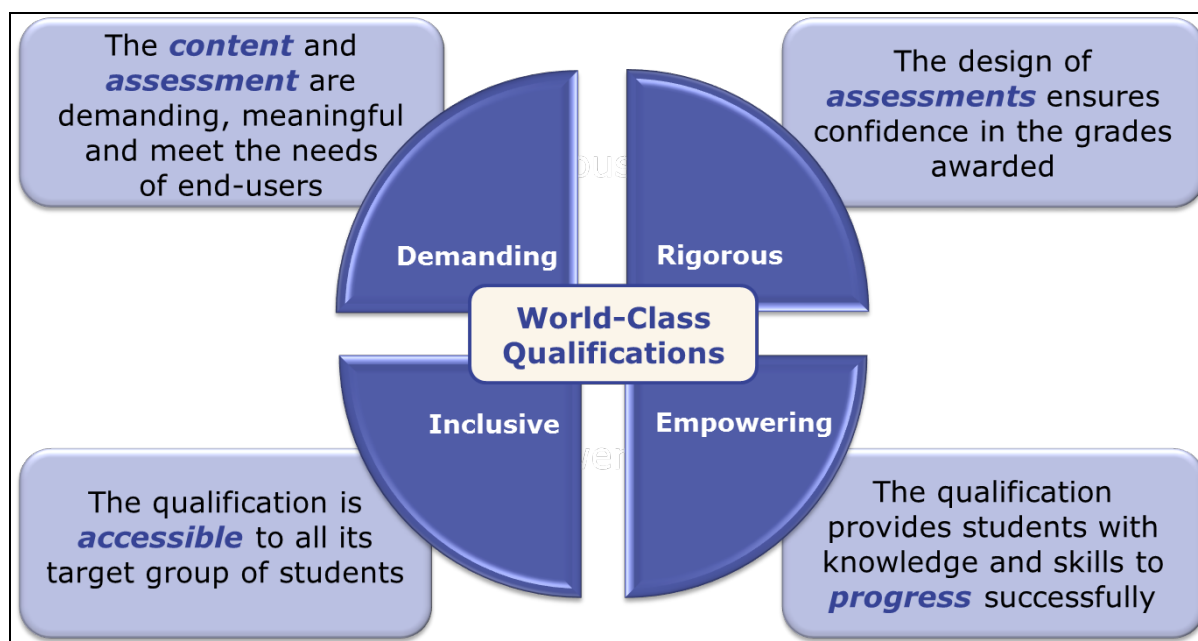 The content and
assessment are
demanding, meaningful
and meet the needs
of end-users
The design of
assessments ensures
confidence in the grades
awarded
Demanding
Rigorous
World-Class
Qualifications
Inclusive
Empowering
The qualification is
accessible to all its
target group of students
The qualification
provides students with
knowledge and skills to
progress successfully